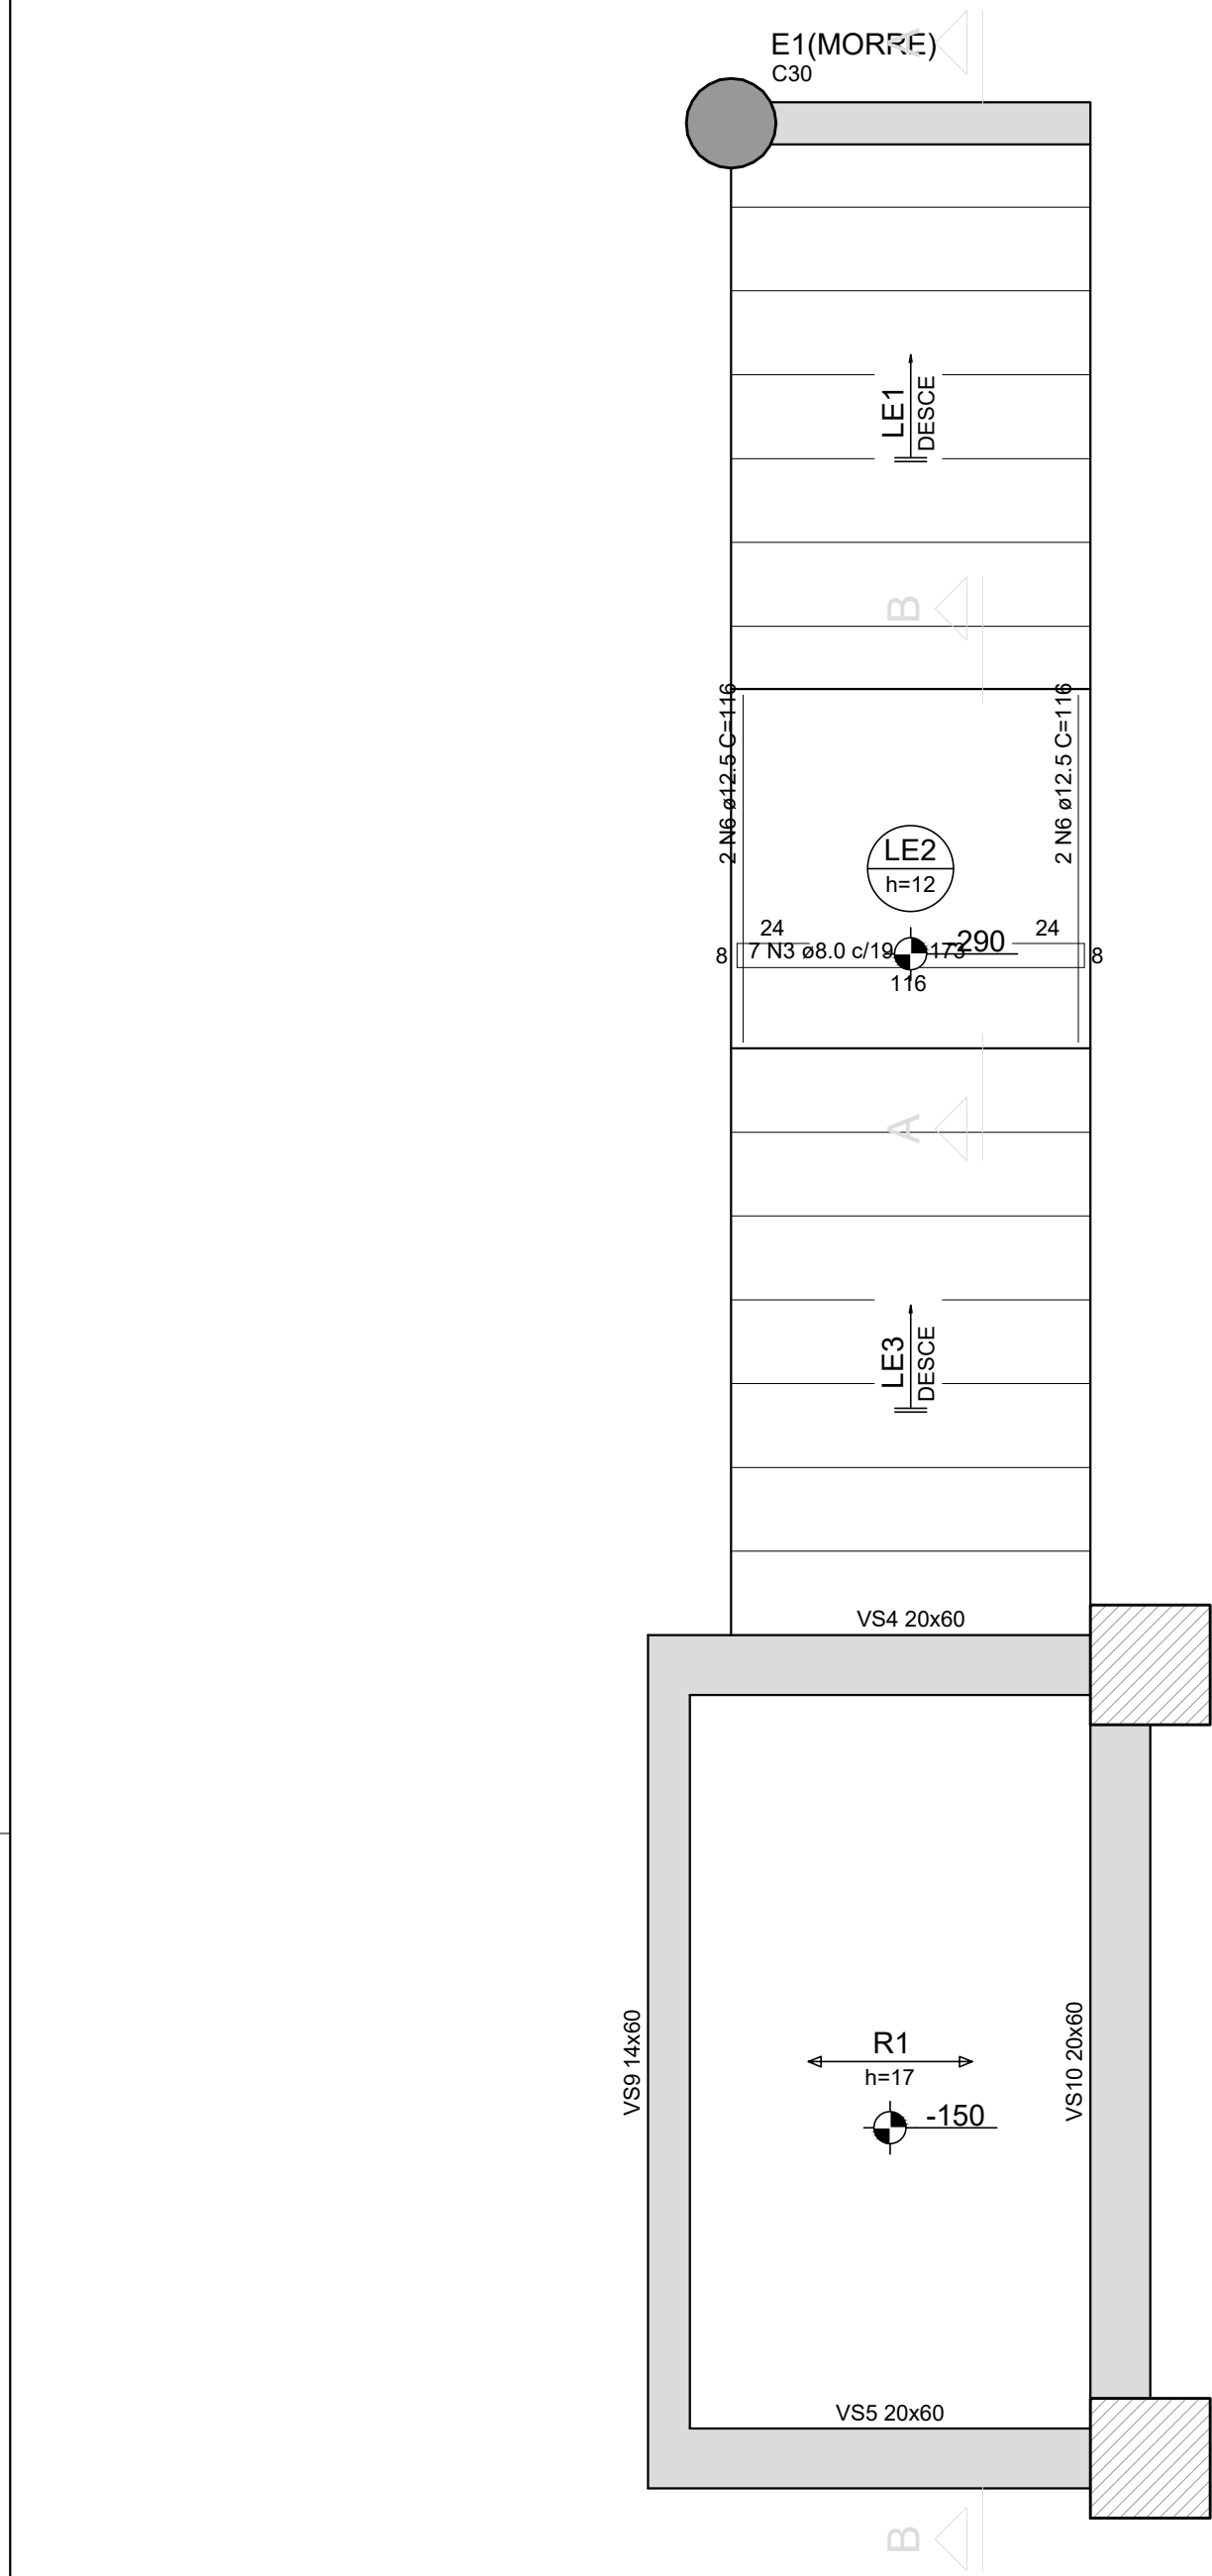 E1(MORRE)
A
C30
LE1
DESCE
B
2 N6 ø12.5 C=116
2 N6 ø12.5 C=116
LE2
h=12
24
24
8
7 N3 ø8.0 c/19 173
-290
8
116
A
LE3
DESCE
VS4 20x60
VS9 14x60
VS10 20x60
R1
h=17
-150
VS5 20x60
B